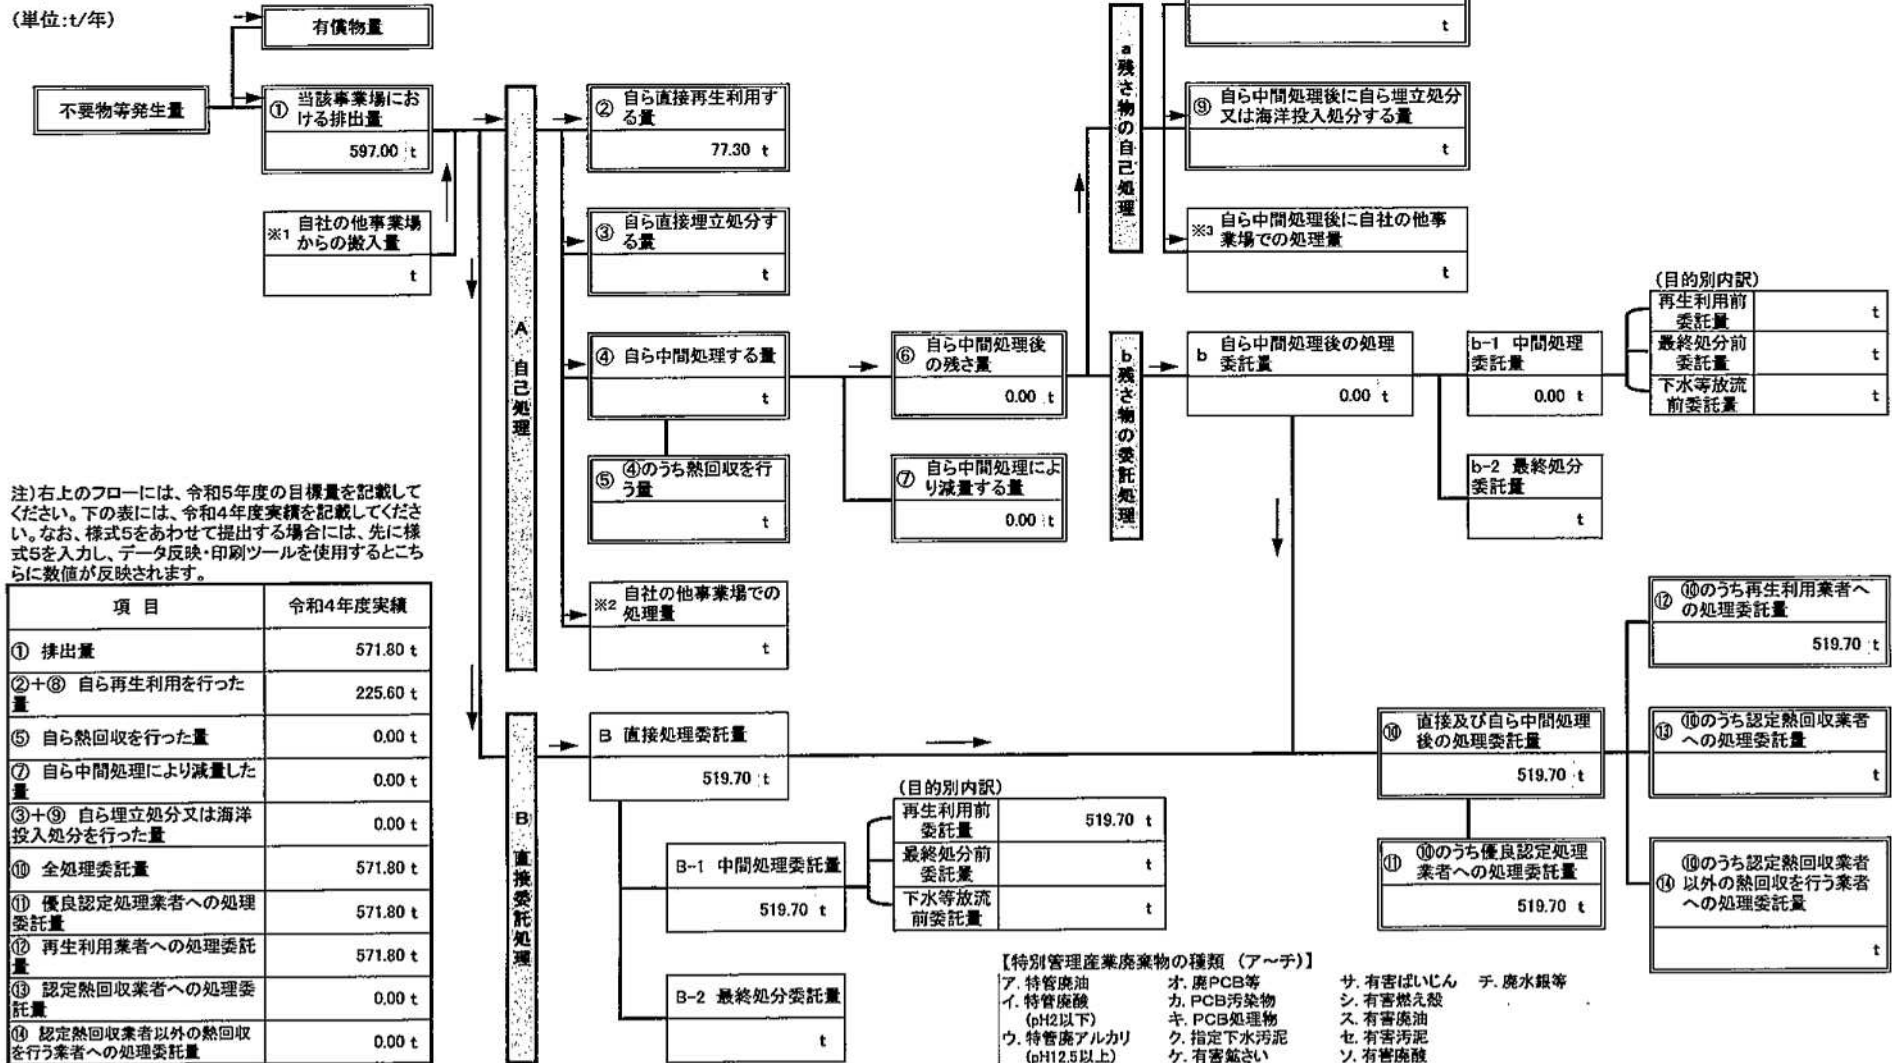 (単位:t/年)
有償物量
不要物等発生量
① 当該事業場にお
ける排出量
597.00 t
※1 自社の他事業場
からの搬入量
t
A 自己処理
② 自ら直接再生利用す
る量
77.30 t
③ 自ら直接埋立処分す
る量
t
④ 自ら中間処理する量
t
⑤ ④のうち熱回収を行
う量
t
※2 自社の他事業場での
処理量
t
⑥ 自ら中間処理後
の残さ量
0.00 t
⑦ 自ら中間処理によ
り減量する量
0.00 t
a 残さ物の自己処理
t
⑨ 自ら中間処理後に自ら埋立処分
又は海洋投入処分する量
t
※3 自ら中間処理後に自社の他事
業場での処理量
t
b 残さ物の委託処理
b 自ら中間処理後の処理
委託量
0.00 t
b-1 中間処理
委託量
0.00 t
b-2 最終処分
委託量
t
(目的別内訳)
再生利用前
委託量
t
最終処分前
委託量
t
下水等放流
前委託量
t
注)右上のフローには、令和5年度の目標量を記載して
ください。下の表には、令和4年度実績を記載してくださ
い。なお、様式5をあわせて提出する場合には、先に様
式5を入力し、データ反映・印刷ツールを使用するとこち
らに数値が反映されます。
項 目 令和4年度実績
① 排出量 571.80 t
②+⑧ 自ら再生利用を行った
量 225.60 t
⑤ 自ら熱回収を行った量 0.00 t
⑦ 自ら中間処理により減量した
量 0.00 t
③+⑨ 自ら埋立処分又は海洋
投入処分を行った量 0.00 t
⑩ 全処理委託量 571.80 t
⑪ 優良認定処理業者への処理
委託量 571.80 t
⑫ 再生利用業者への処理委託
量 571.80 t
⑬ 認定熱回収業者への処理委
託量 0.00 t
⑭ 認定熱回収業者以外の熱回収
を行う業者への処理委託量 0.00 t
B 直接委託処理
B 直接処理委託量
519.70 t
B-1 中間処理委託量
519.70 t
B-2 最終処分委託量
t
(目的別内訳)
再生利用前
委託量
519.70 t
最終処分前
委託量
t
下水等放流
前委託量
t
⑩ 直接及び自ら中間処理
後の処理委託量
519.70 t
⑪ ⑩のうち優良認定処理
業者への処理委託量
519.70 t
⑫ ⑩のうち再生利用業者へ
の処理委託量
519.70 t
⑬ ⑩のうち認定熱回収業者
への処理委託量
t
⑭ ⑩のうち認定熱回収業者
以外の熱回収を行う業者
への処理委託量
t
【特別管理産業廃棄物の種類 (ア~チ)】
ア. 特管廃油 オ. 廃PCB等 サ. 有害ばいじん チ. 廃水銀等
イ. 特管廃酸 カ. PCB汚染物 シ. 有害燃え殻
(pH2以下) キ. PCB処理物 ス. 有害廃油
ウ. 特管廃アルカリ ク. 指定下水汚泥 セ. 有害汚泥
(pH12.5以上) ケ. 有害鉱さい ソ. 有害廃酸